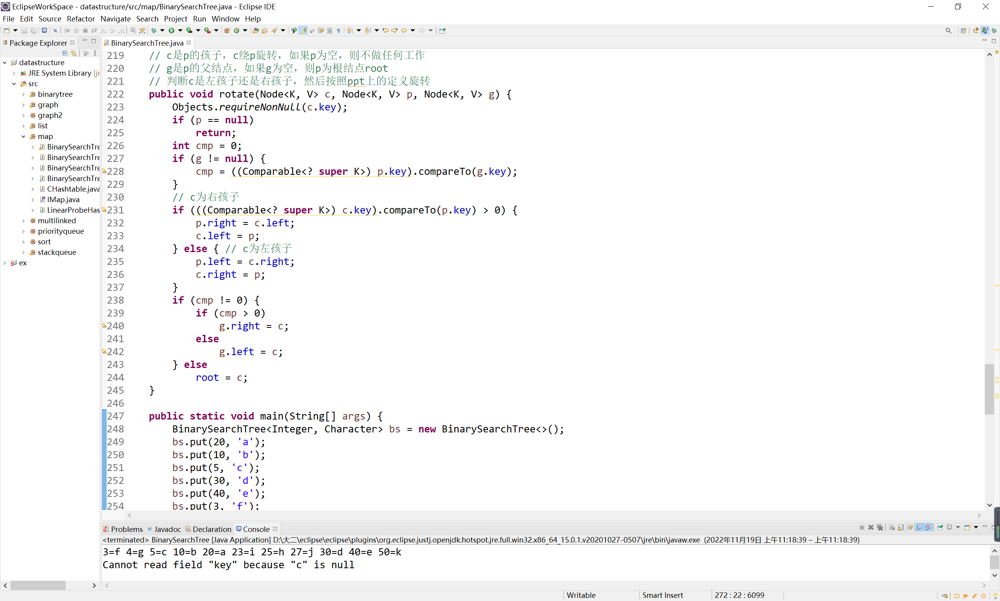 EclipseWorkSpace - datastructure/src/map/BinarySearchTree.java - Eclipse IDE
File Edit Source Refactor Navigate Search Project Run Window Help
Package Explorer
datastructure
JRE System Library [jr
src
binarytree
graph
graph2
list
map
BinarySearchTre
BinarySearchTre
BinarySearchTre
BinarySearchTre
CHashtable.java
IMap.java
LinearProbeHas
multilinked
priorityqueue
sort
stackqueue
ex
BinarySearchTree.java
219 // c是p的孩子，c绕p旋转，如果p为空，则不做任何工作
220 // g是p的父结点，如果g为空，则p为根结点root
221 // 判断c是左孩子还是右孩子，然后按照ppt上的定义旋转
222 public void rotate(Node<K, V> c, Node<K, V> p, Node<K, V> g) {
223 Objects.requireNonNull(c.key);
224 if (p == null)
225 return;
226 int cmp = 0;
227 if (g != null) {
228 cmp = ((Comparable<? super K>) p.key).compareTo(g.key);
229 }
230 // c为右孩子
231 if (((Comparable<? super K>) c.key).compareTo(p.key) > 0) {
232 p.right = c.left;
233 c.left = p;
234 } else { // c为左孩子
235 p.left = c.right;
236 c.right = p;
237 }
238 if (cmp != 0) {
239 if (cmp > 0)
240 g.right = c;
241 else
242 g.left = c;
243 } else
244 root = c;
245 }
246
247 public static void main(String[] args) {
248 BinarySearchTree<Integer, Character> bs = new BinarySearchTree<>();
249 bs.put(20, 'a');
250 bs.put(10, 'b');
251 bs.put(5, 'c');
252 bs.put(30, 'd');
253 bs.put(40, 'e');
254 bs.put(3, 'f');
Problems Javadoc Declaration Console
<terminated> BinarySearchTree [Java Application] D:\大二\eclipse\eclipse\plugins\org.eclipse.justj.openjdk.hotspot.jre.full.win32.x86_64_15.0.1.v20201027-0507\jre\bin\javaw.exe (2022年11月19日 上午11:18:39 – 上午11:18:39)
3=f 4=g 5=c 10=b 20=a 23=i 25=h 27=j 30=d 40=e 50=k
Cannot read field "key" because "c" is null
Writable Smart Insert 272 : 22 : 6099